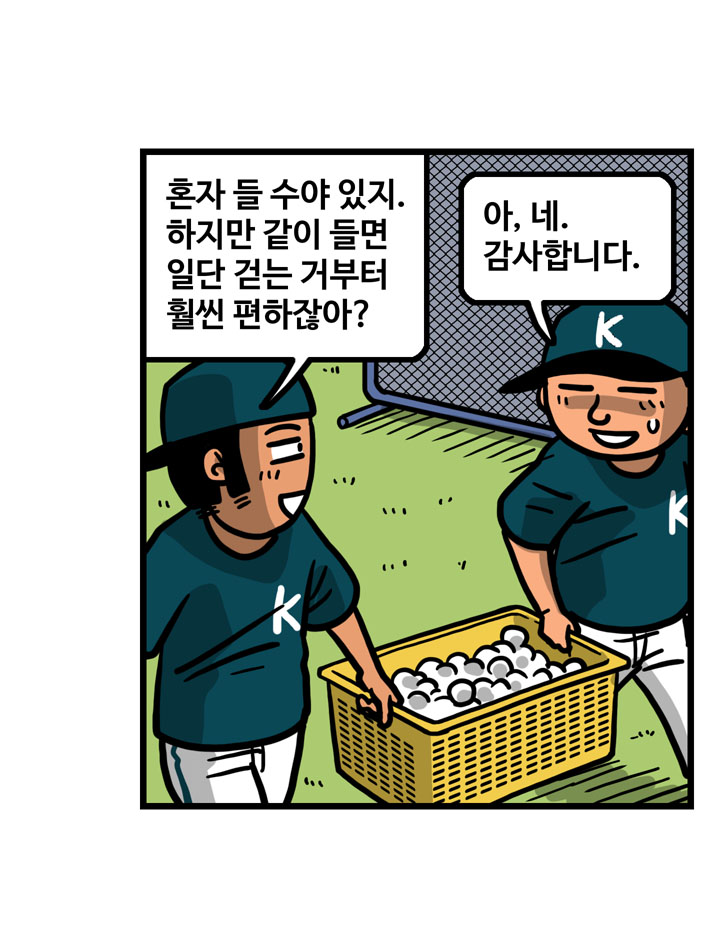 혼자 들 수야 있지.
하지만 같이 들면
일단 걷는 거부터
훨씬 편하잖아?
아, 네.
감사합니다.
K
K
K